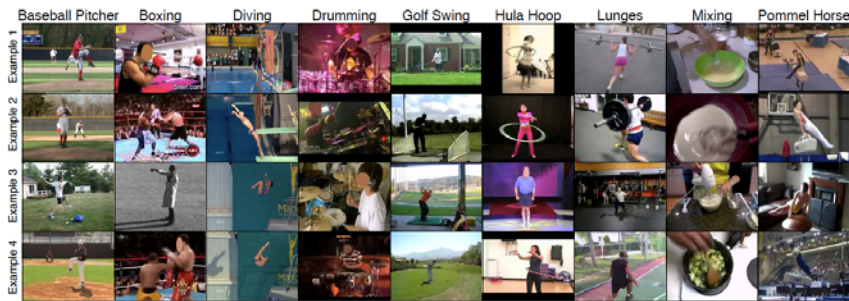 Baseball Pitcher Boxing Diving Drumming Golf Swing Hula Hoop Lunges Mixing Pommel Horse
Example 1
Example 2
Example 3
Example 4